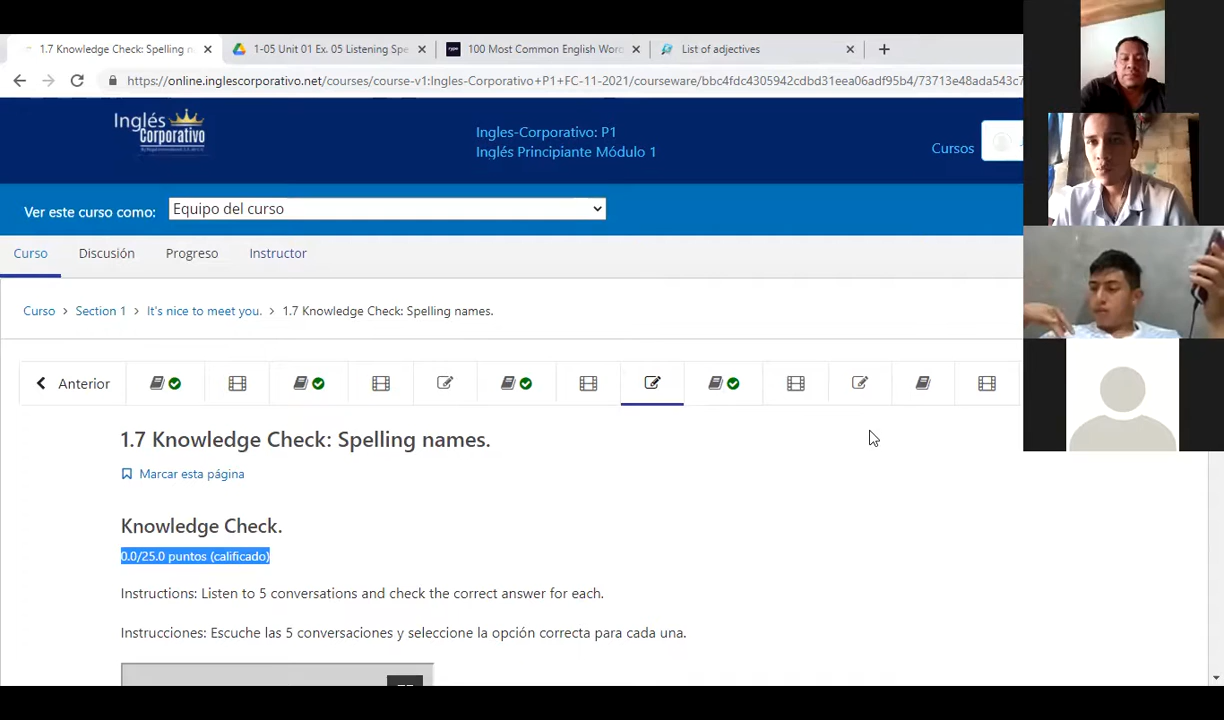 1.7 Knowledge Check: Spelling n
1-05 Unit 01 Ex. 05 Listening Spe
100 Most Common English Word
List of adjectives
https://online.inglescorporativo.net/courses/course-v1:Ingles-Corporativo+P1+FC-11-2021/courseware/bbc4fdc4305942cdbd31eea06adf95b4/73713e48ada543c7
Inglés
Corporativo
Ingles-Corporativo: P1
Inglés Principiante Módulo 1
Cursos
Ver este curso como:
Equipo del curso
Curso
Discusión
Progreso
Instructor
Curso > Section 1 > It's nice to meet you. > 1.7 Knowledge Check: Spelling names.
Anterior
1.7 Knowledge Check: Spelling names.
Marcar esta página
Knowledge Check.
0.0/25.0 puntos (calificado)
Instructions: Listen to 5 conversations and check the correct answer for each.
Instrucciones: Escuche las 5 conversaciones y seleccione la opción correcta para cada una.